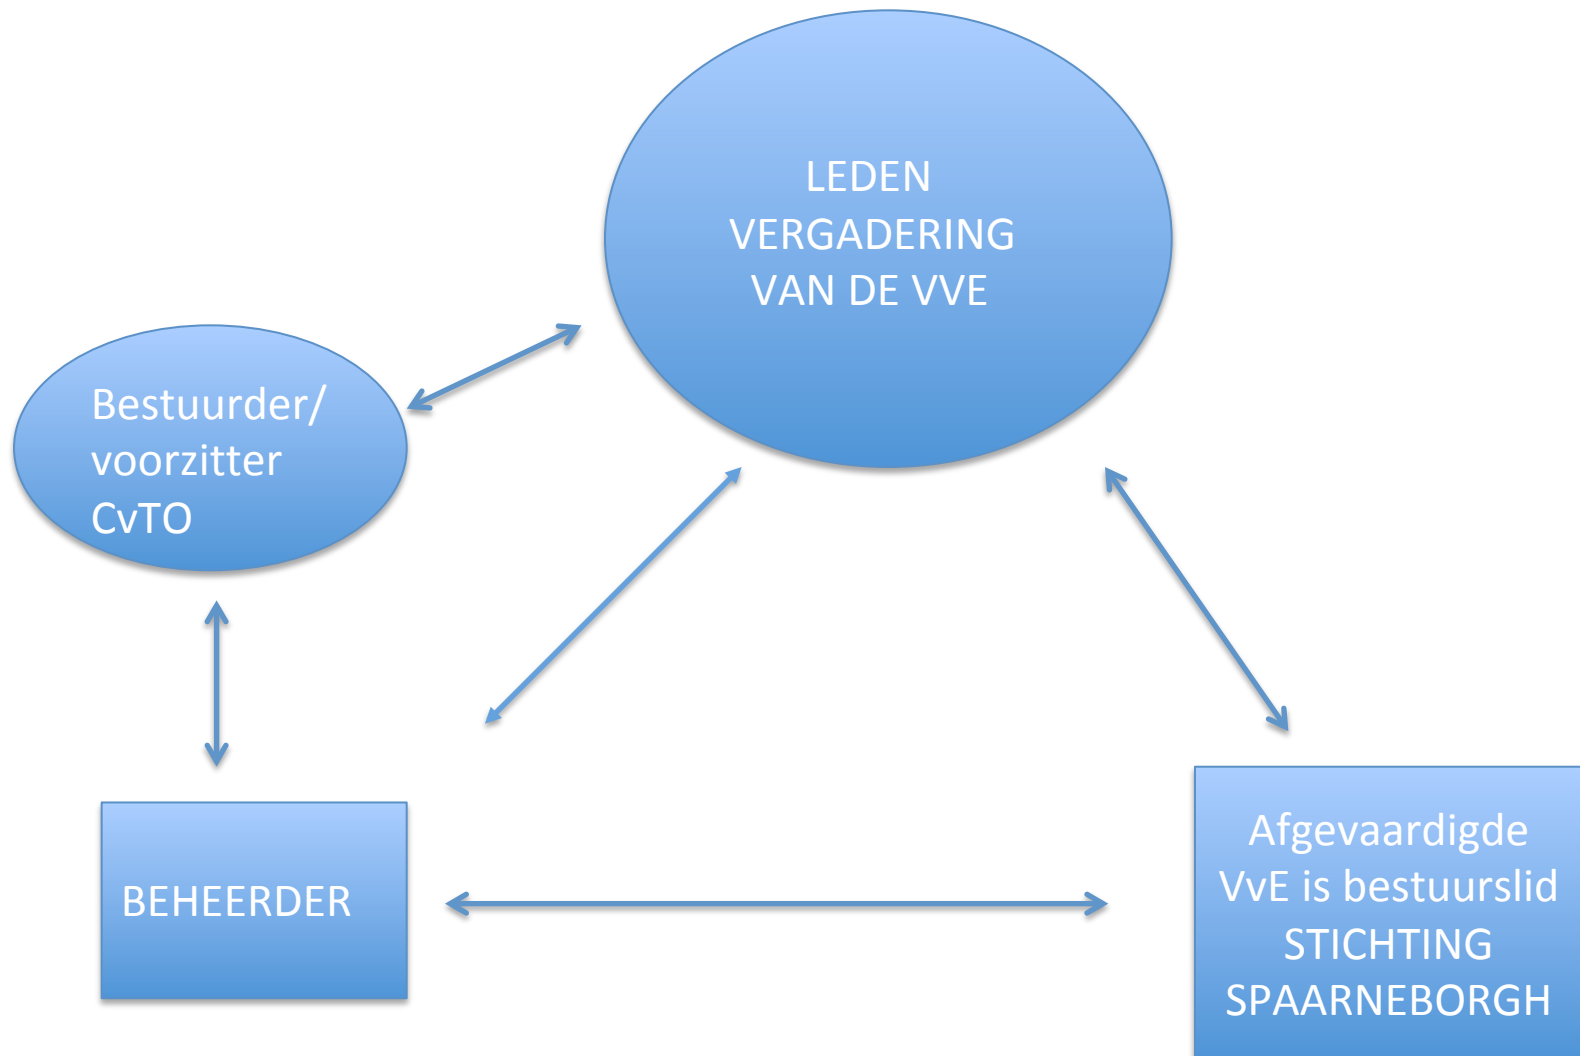 LEDEN
VERGADERING
VAN DE VVE
Bestuurder/
voorzitter
CvTO
BEHEERDER
Afgevaardigde
VvE is bestuurslid
STICHTING
SPAARNEBORGH